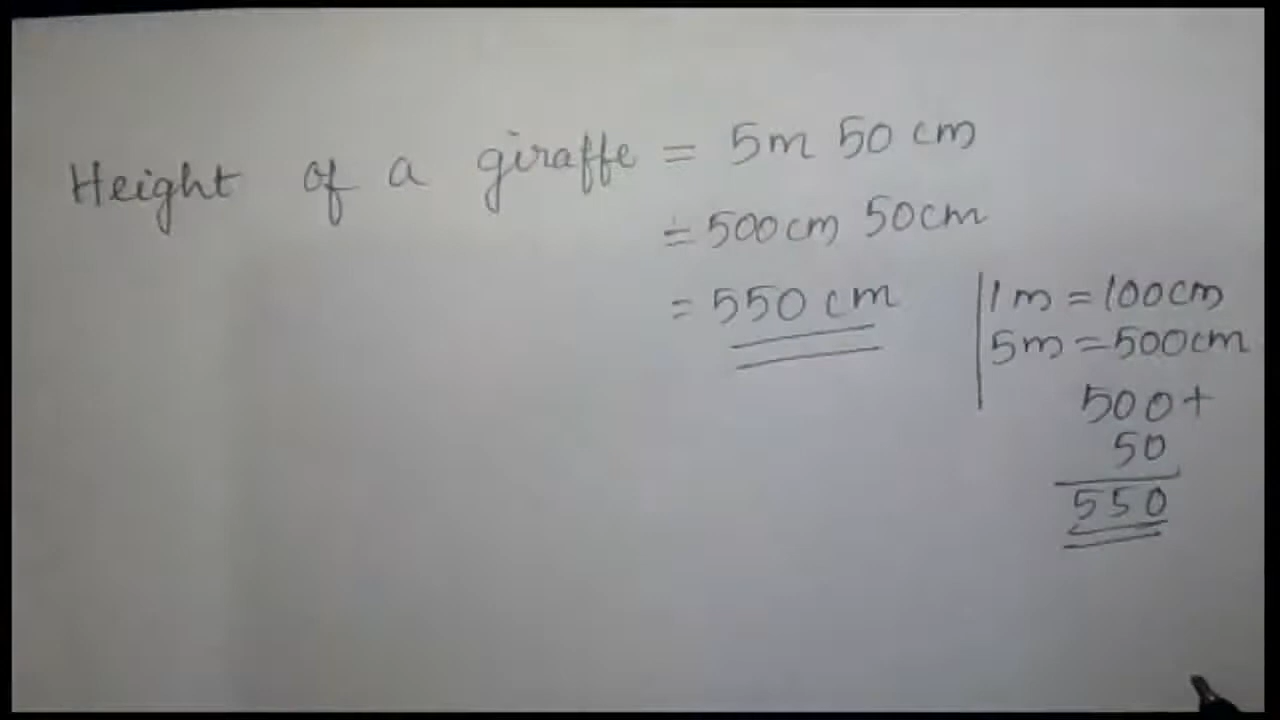 Height of a giraffe = 5m 50 cm
= 500cm 50cm
= 550 cm
1m = 100cm
5m = 500cm
500+
50
550